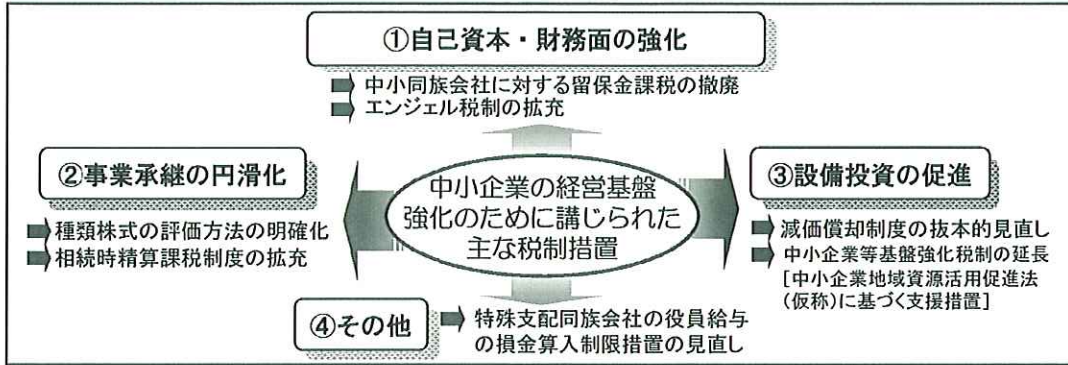 ①自己資本・財務面の強化
中小同族会社に対する留保金課税の撤廃
エンジェル税制の拡充
②事業承継の円滑化
種類株式の評価方法の明確化
相続時精算課税制度の拡充
中小企業の経営基盤
強化のために講じられた
主な税制措置
③設備投資の促進
減価償却制度の抜本的見直し
中小企業等基盤強化税制の延長
[中小企業地域資源活用促進法
(仮称)に基づく支援措置]
④その他
特殊支配同族会社の役員給与
の損金算入制限措置の見直し